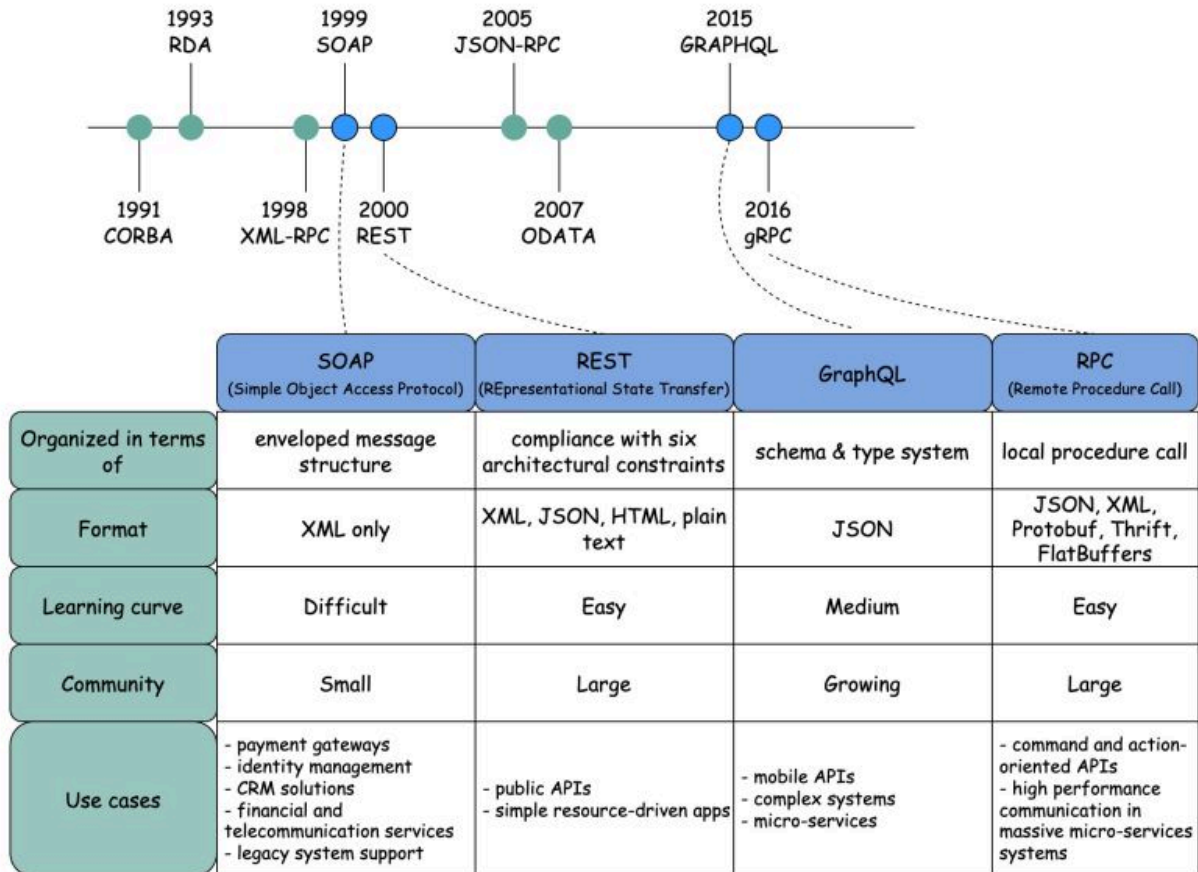 1993
RDA
1999
SOAP
2005
JSON-RPC
2015
GRAPHQL
1991
CORBA
1998
XML-RPC
2000
REST
2007
ODATA
2016
gRPC
SOAP
(Simple Object Access Protocol)
REST
(REpresentational State Transfer)
GraphQL
RPC
(Remote Procedure Call)
Organized in terms
of
enveloped message
structure
compliance with six
architectural constraints
schema & type system
local procedure call
Format
XML only
XML, JSON, HTML, plain
text
JSON
JSON, XML,
Protobuf, Thrift,
FlatBuffers
Learning curve
Difficult
Easy
Medium
Easy
Community
Small
Large
Growing
Large
Use cases
- payment gateways
- identity management
- CRM solutions
- financial and
telecommunication services
- legacy system support
- public APIs
- simple resource-driven apps
- mobile APIs
- complex systems
- micro-services
- command and action-
oriented APIs
- high performance
communication in
massive micro-services
systems